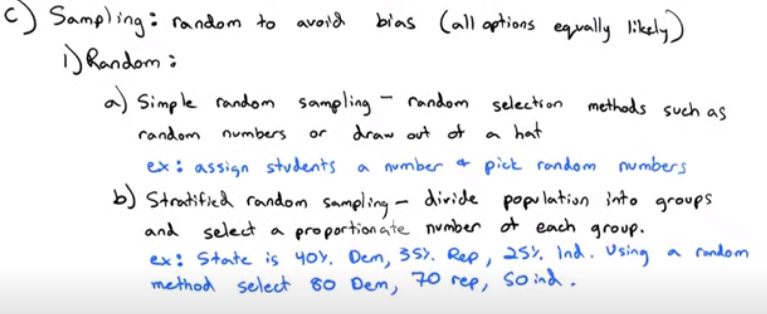 c) Sampling: random to avoid bias (all options equally likely)
i) Random:
a) Simple random sampling - random selection methods such as
random numbers or draw out of a hat
ex: assign students a number & pick random numbers
b) Stratified random sampling - divide population into groups
and select a proportionate number of each group.
ex: State is 40%. Dem, 35%. Rep, 25%. Ind. Using a random
method select 80 Dem, 70 rep, 50 ind.